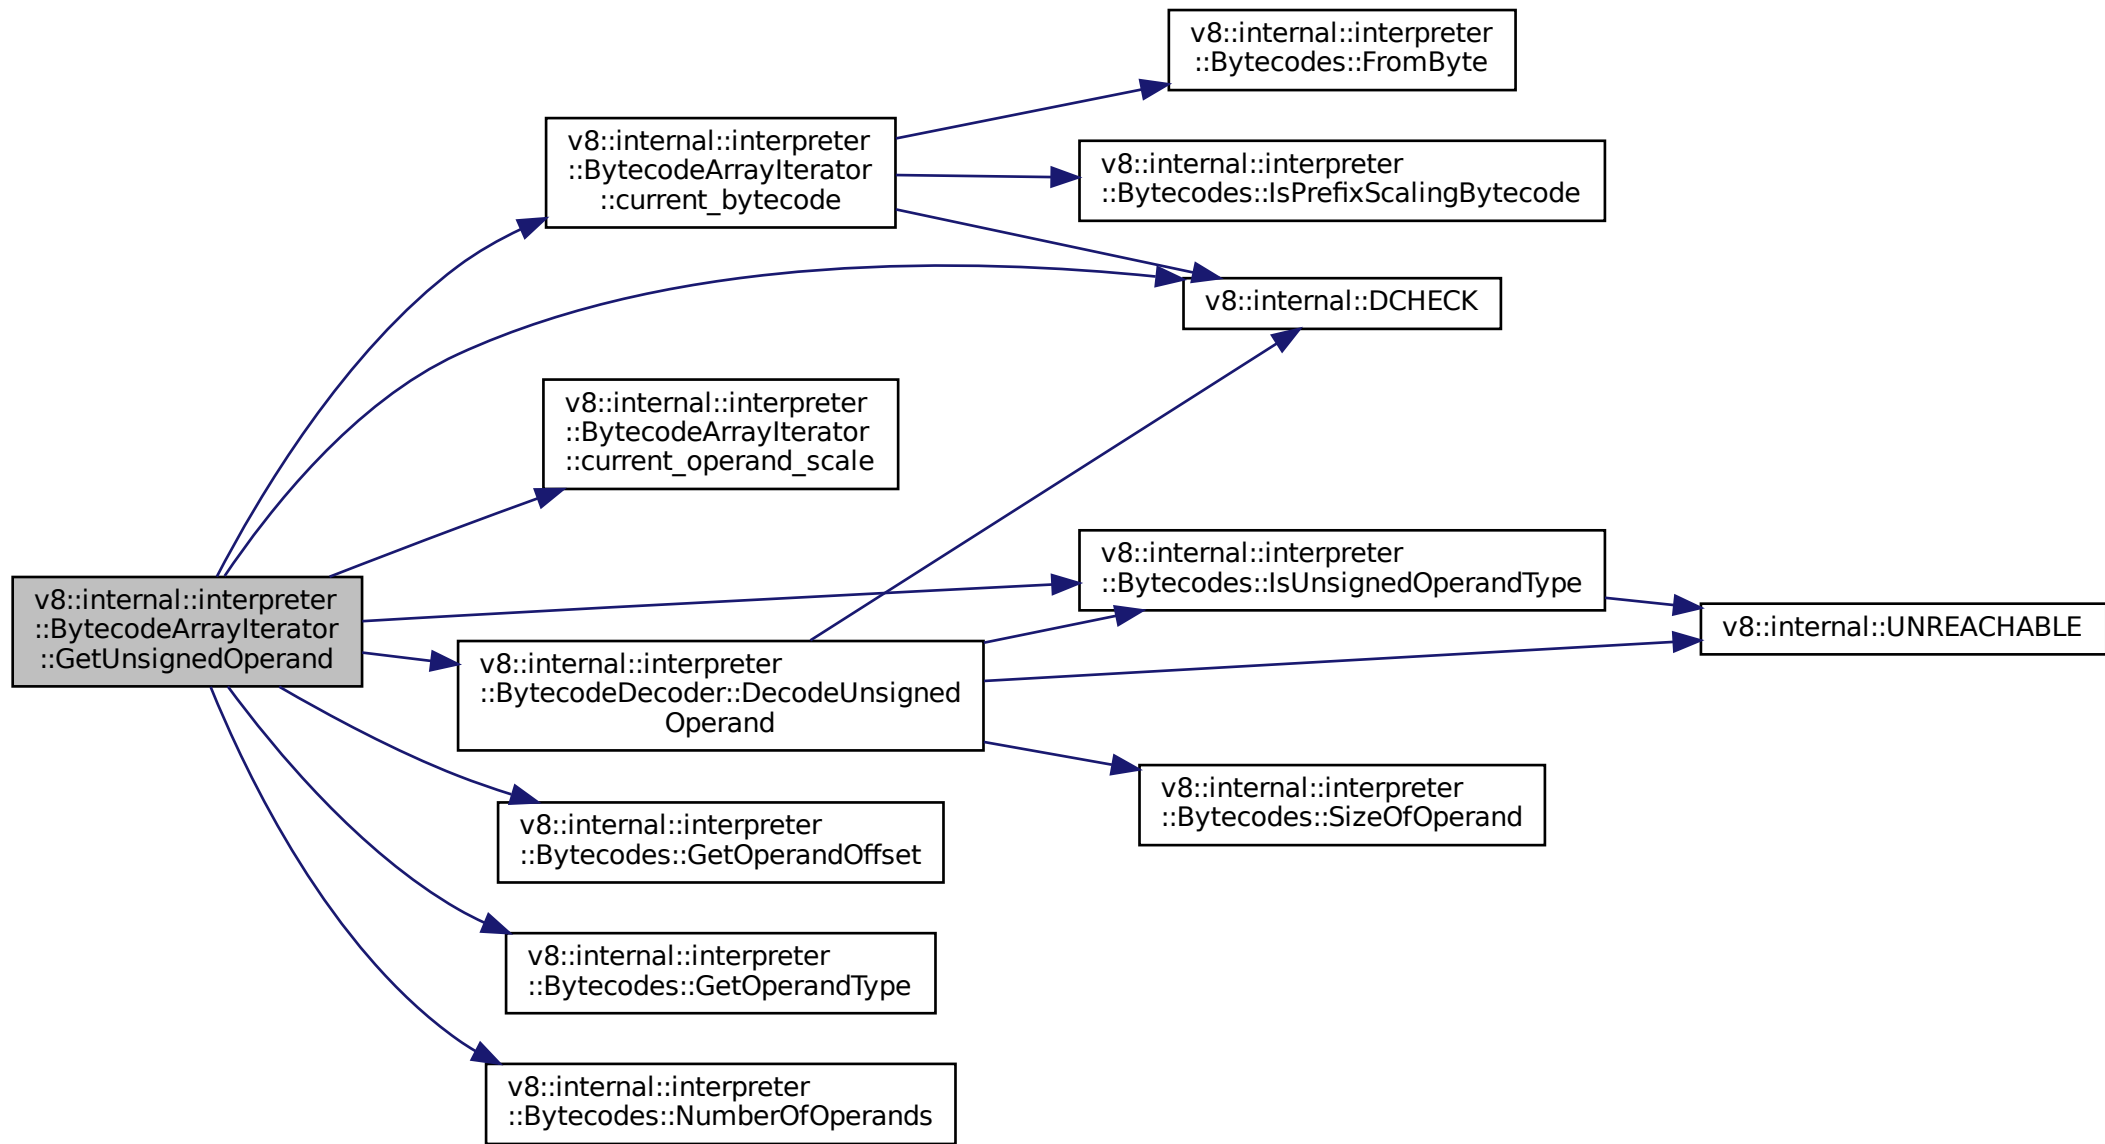 v8::internal::interpreter
::Bytecodes::FromByte
v8::internal::interpreter
::BytecodeArrayIterator
::current_bytecode
v8::internal::interpreter
::Bytecodes::IsPrefixScalingBytecode
v8::internal::DCHECK
v8::internal::interpreter
::BytecodeArrayIterator
::current_operand_scale
v8::internal::interpreter
::Bytecodes::IsUnsignedOperandType
v8::internal::interpreter
::BytecodeArrayIterator
::GetUnsignedOperand
v8::internal::UNREACHABLE
v8::internal::interpreter
::BytecodeDecoder::DecodeUnsigned
Operand
v8::internal::interpreter
::Bytecodes::SizeOfOperand
v8::internal::interpreter
::Bytecodes::GetOperandOffset
v8::internal::interpreter
::Bytecodes::GetOperandType
v8::internal::interpreter
::Bytecodes::NumberOfOperands